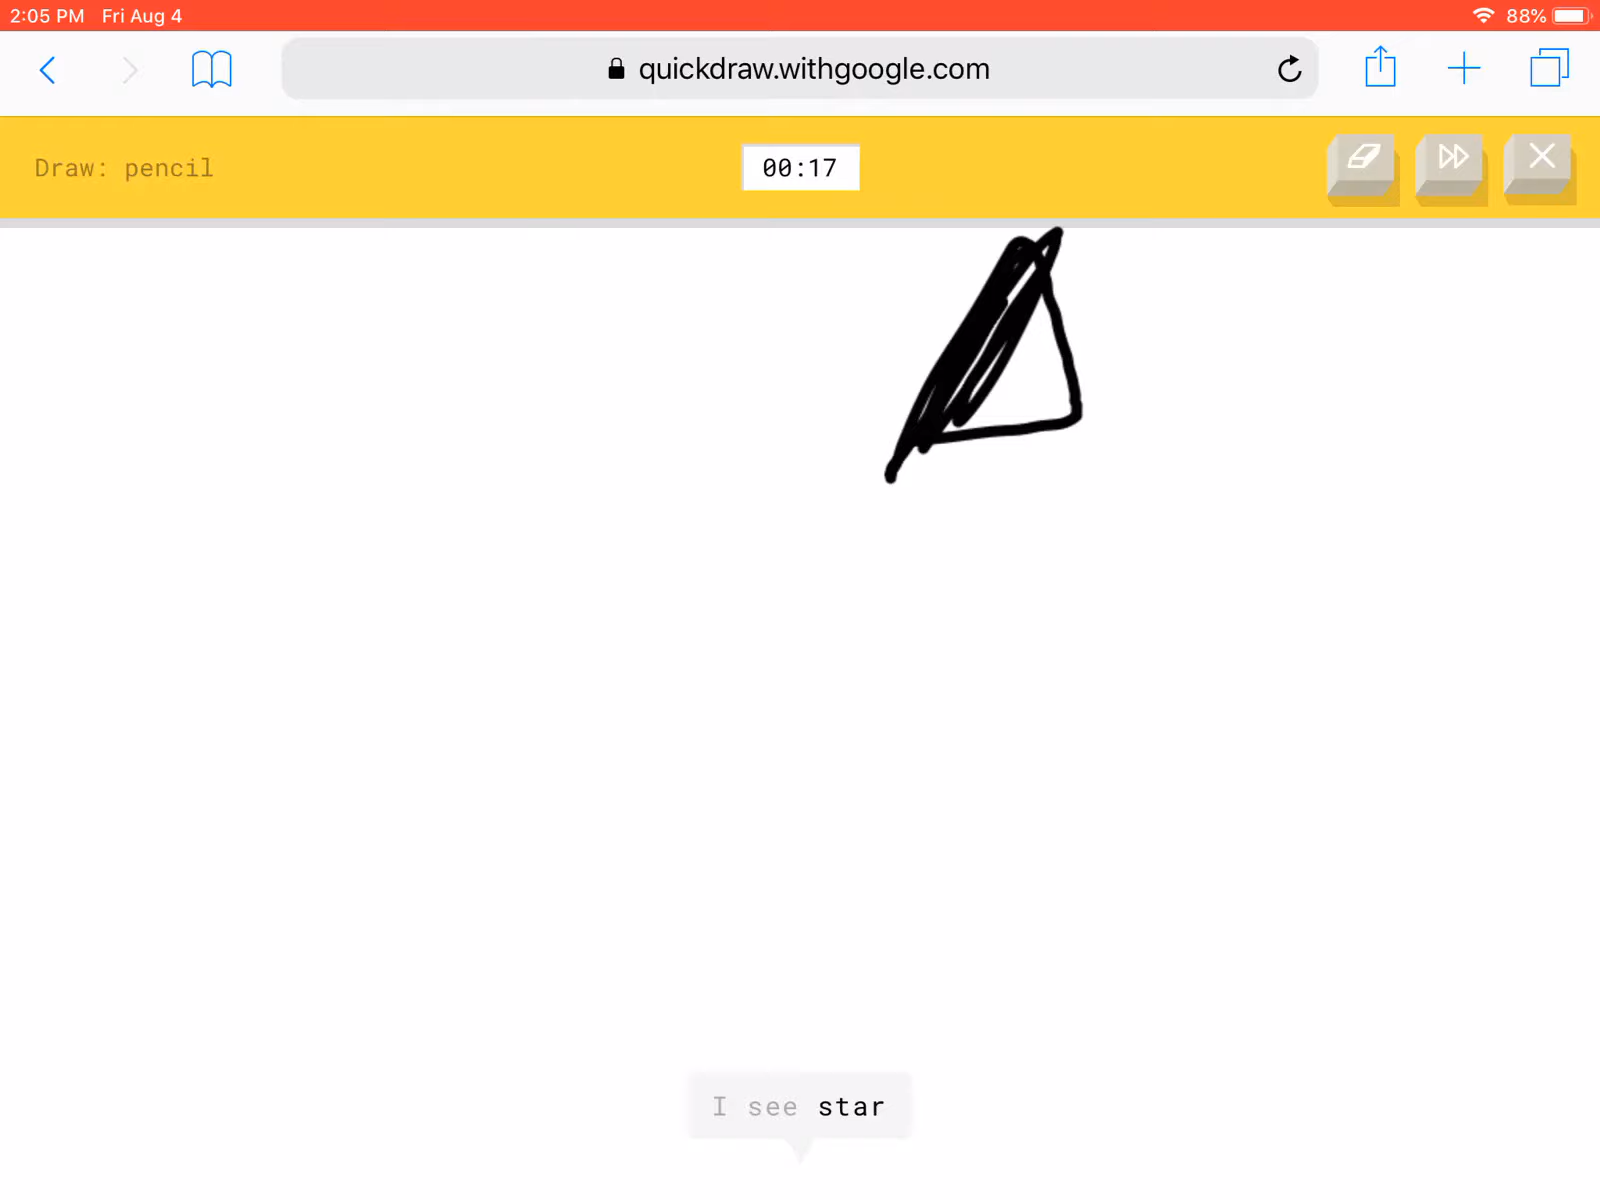 2:05 PM Fri Aug 4 88%
quickdraw.withgoogle.com
Draw: pencil 00:17
I see star